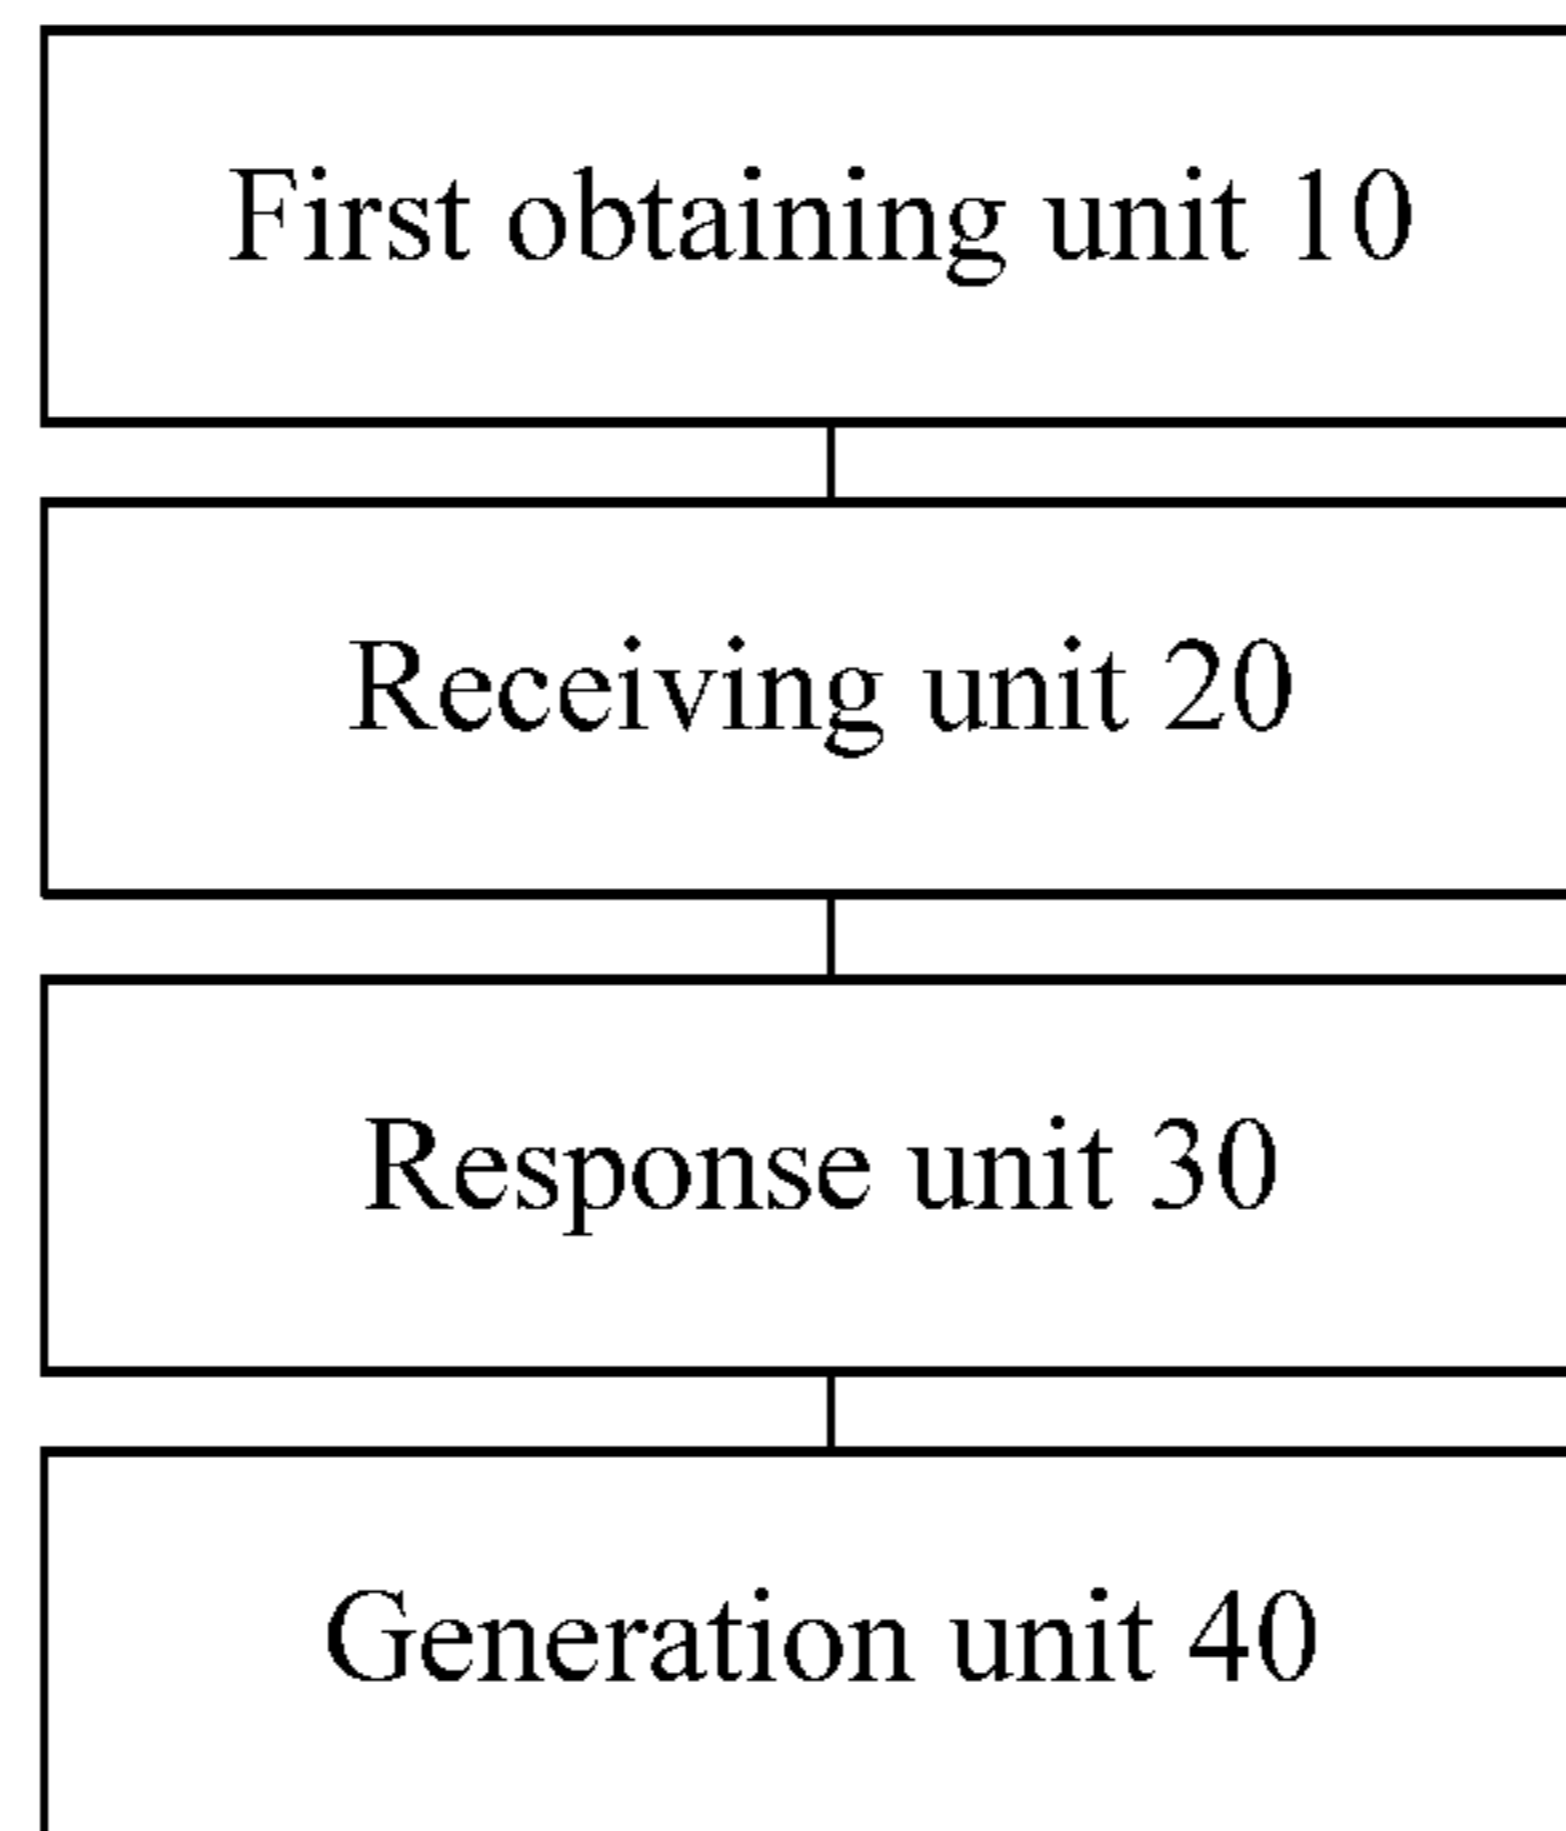 First obtaining unit 10
Receiving unit 20
Response unit 30
Generation unit 40